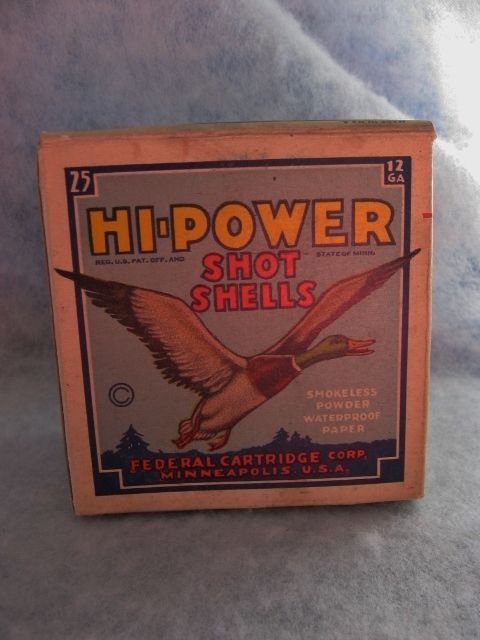 25
12
GA
HI-POWER
REG. U.S. PAT. OFF. AND
STATE OF MINN.
SHOT
SHELLS
©
SMOKELESS
POWDER
WATERPROOF
PAPER
FEDERAL CARTRIDGE CORP.
MINNEAPOLIS. U.S.A.